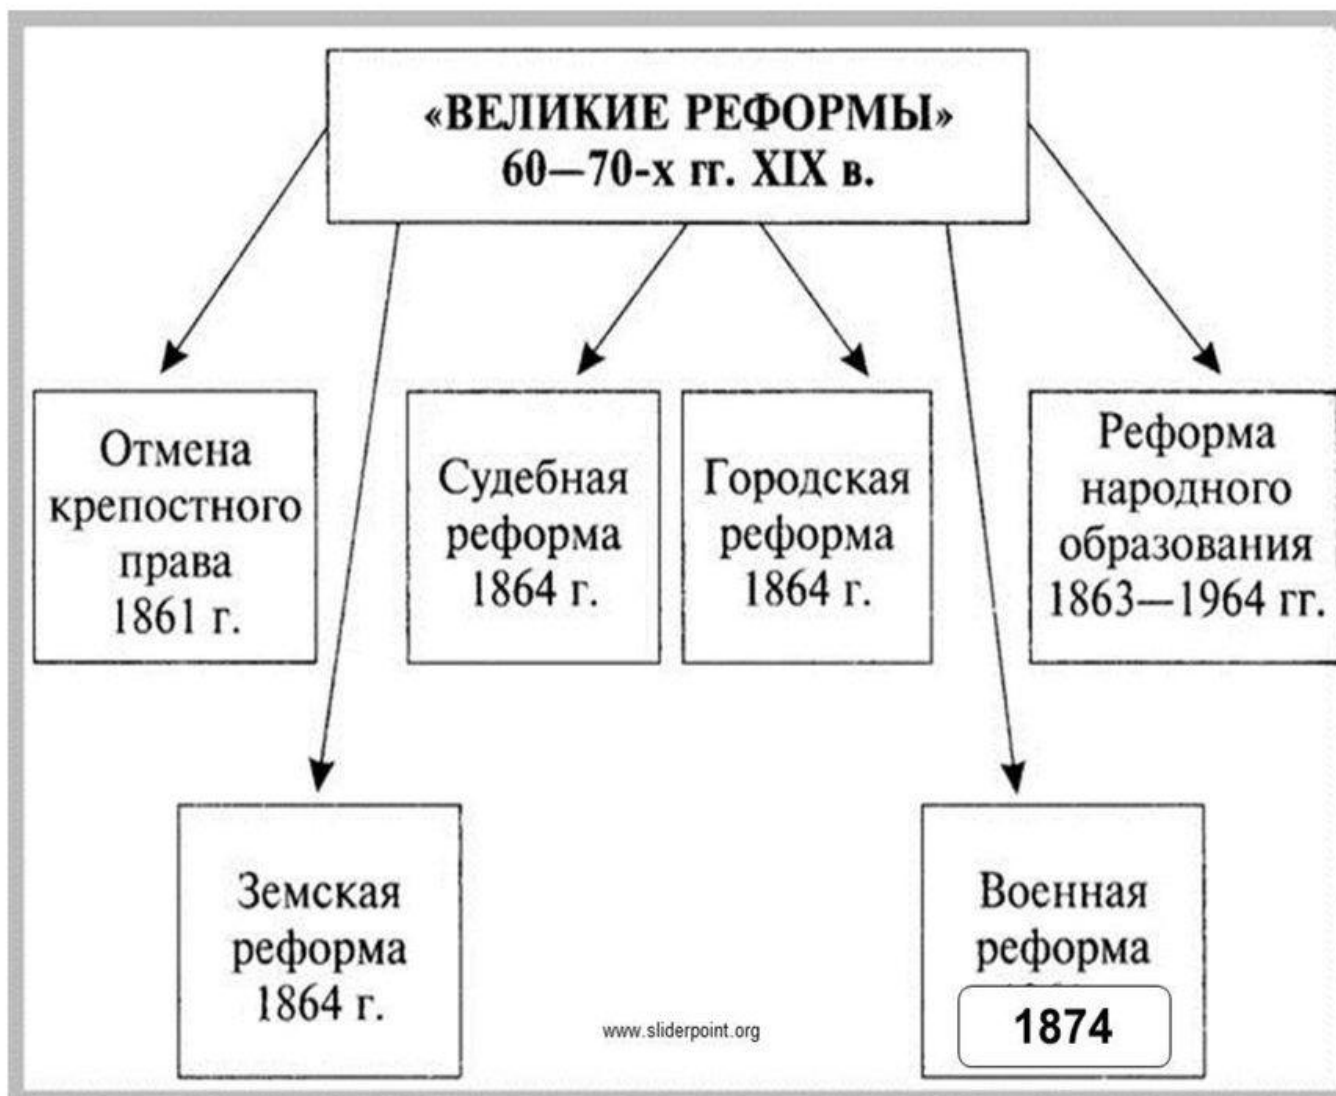 «ВЕЛИКИЕ РЕФОРМЫ»
60—70-х гг. XIX в.
Отмена
крепостного
права
1861 г.
Судебная
реформа
1864 г.
Городская
реформа
1864 г.
Реформа
народного
образования
1863—1964 гг.
Земская
реформа
1864 г.
Военная
реформа
1874
www.sliderpoint.org